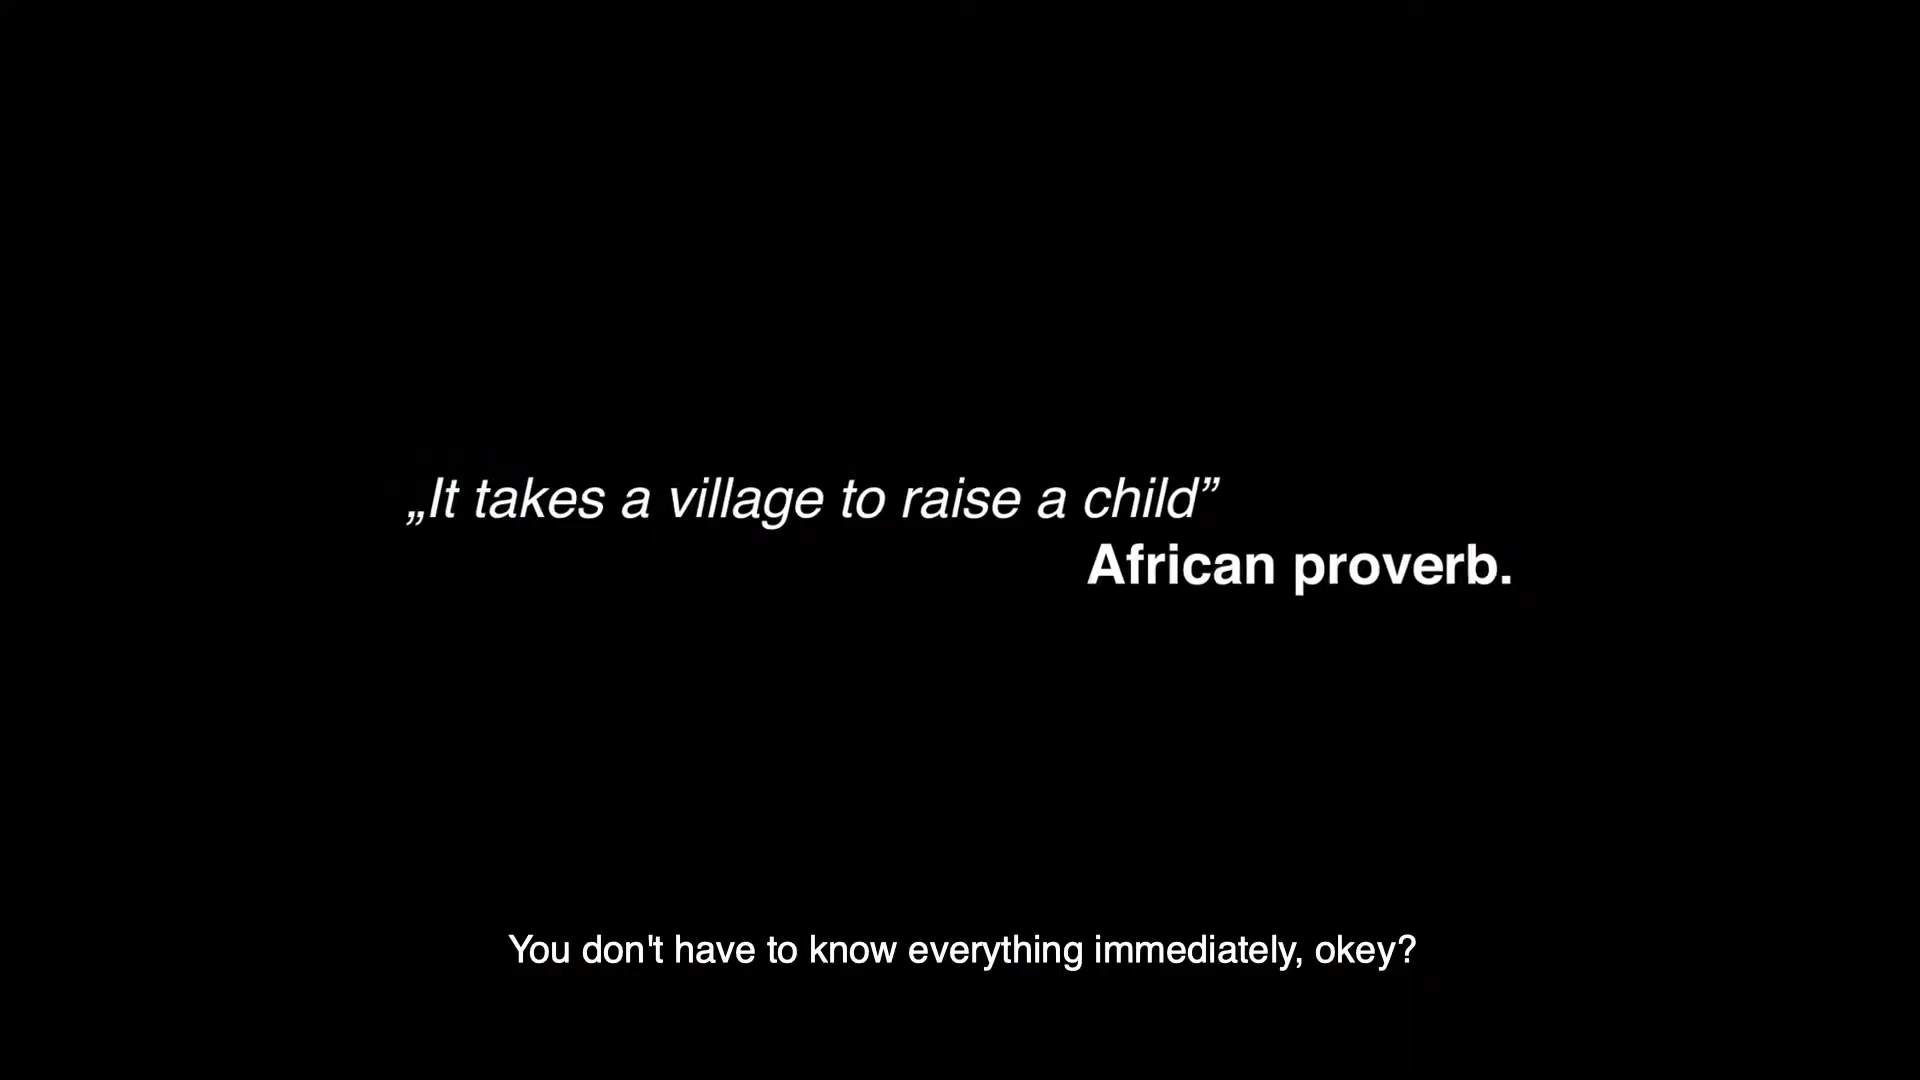 „It takes a village to raise a child”
African proverb.
You don't have to know everything immediately, okey?